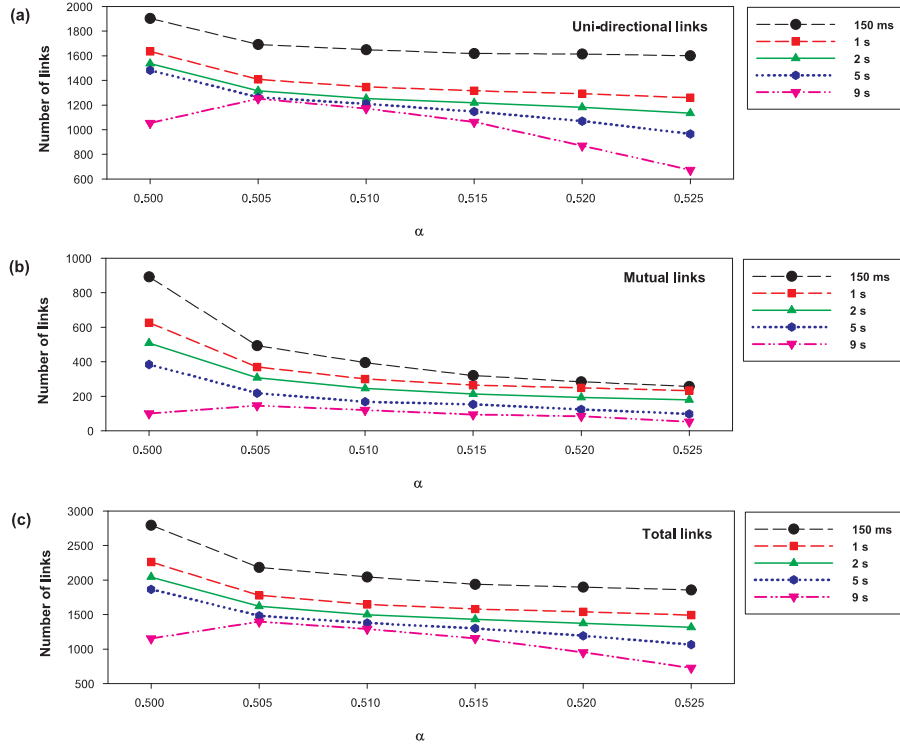 (a)
Uni-directional links
Number of links
2000
1800
1600
1400
1200
1000
800
600
0.500
0.505
0.510
0.515
0.520
0.525
α
150 ms
1 s
2 s
5 s
9 s
(b)
Mutual links
Number of links
1000
800
600
400
200
0
0.500
0.505
0.510
0.515
0.520
0.525
α
150 ms
1 s
2 s
5 s
9 s
(c)
Total links
Number of links
3000
2500
2000
1500
1000
500
0.500
0.505
0.510
0.515
0.520
0.525
α
150 ms
1 s
2 s
5 s
9 s